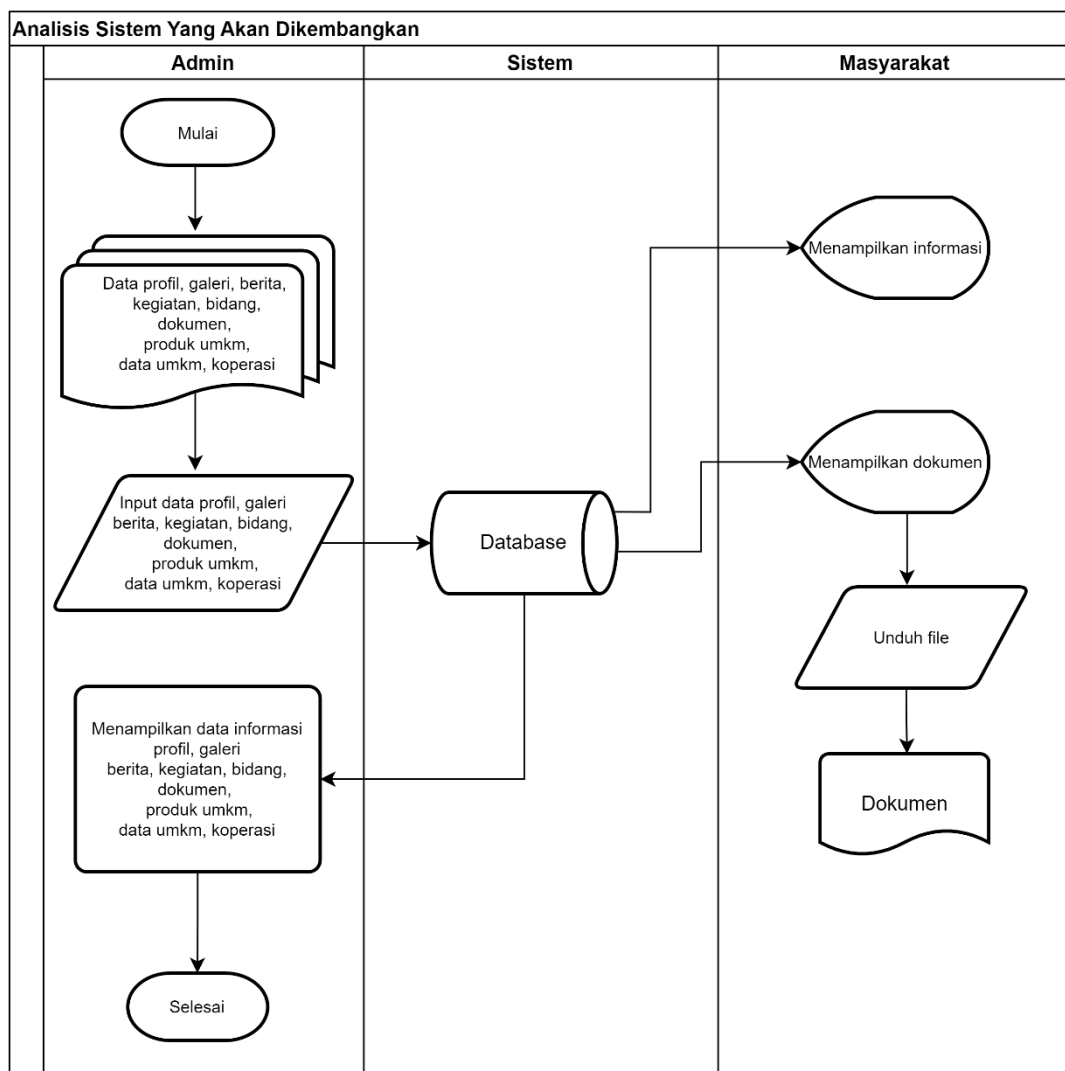 Analisis Sistem Yang Akan Dikembangkan
Admin
Sistem
Masyarakat
Mulai
Data profil, galeri, berita,
kegiatan, bidang,
dokumen,
produk umkm,
data umkm, koperasi
Input data profil, galeri
berita, kegiatan, bidang,
dokumen,
produk umkm,
data umkm, koperasi
Menampilkan data informasi
profil, galeri
berita, kegiatan, bidang,
dokumen,
produk umkm,
data umkm, koperasi
Selesai
Database
Menampilkan informasi
Menampilkan dokumen
Unduh file
Dokumen